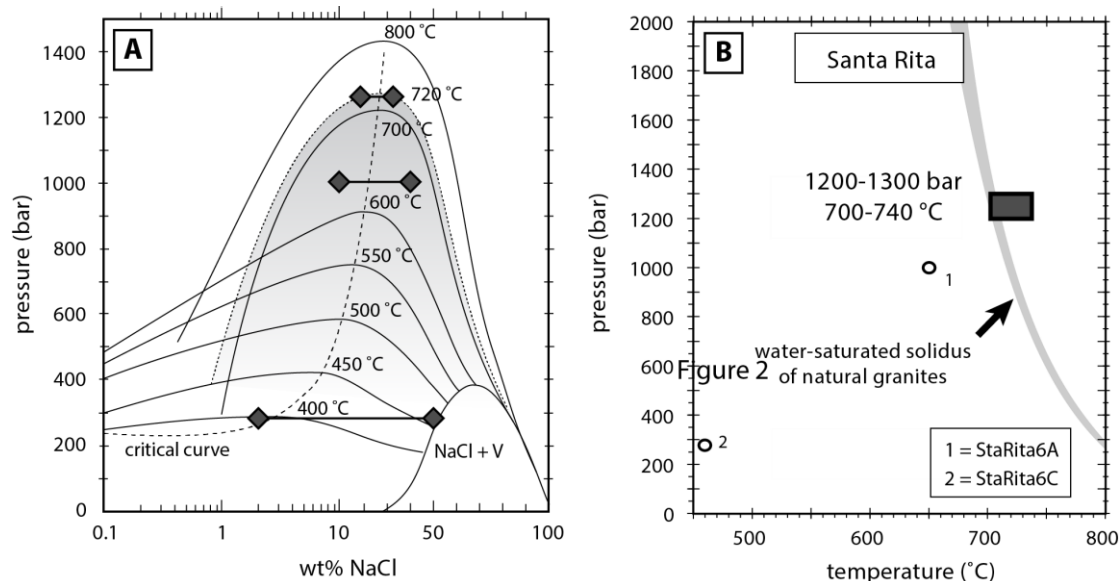 A
800 ˚C
720 ˚C
700 ˚C
600 ˚C
550 ˚C
500 ˚C
450 ˚C
400 ˚C
critical curve
NaCl + V
1400
1200
1000
800
600
400
200
0
pressure (bar)
0.1 1 10 50 100
wt% NaCl
B
Santa Rita
1200-1300 bar
700-740 ˚C
1
water-saturated solidus
of natural granites
Figure 2
2
1 = StaRita6A
2 = StaRita6C
2000
1800
1600
1400
1200
1000
800
600
400
200
0
pressure (bar)
500 600 700 800
temperature (˚C)